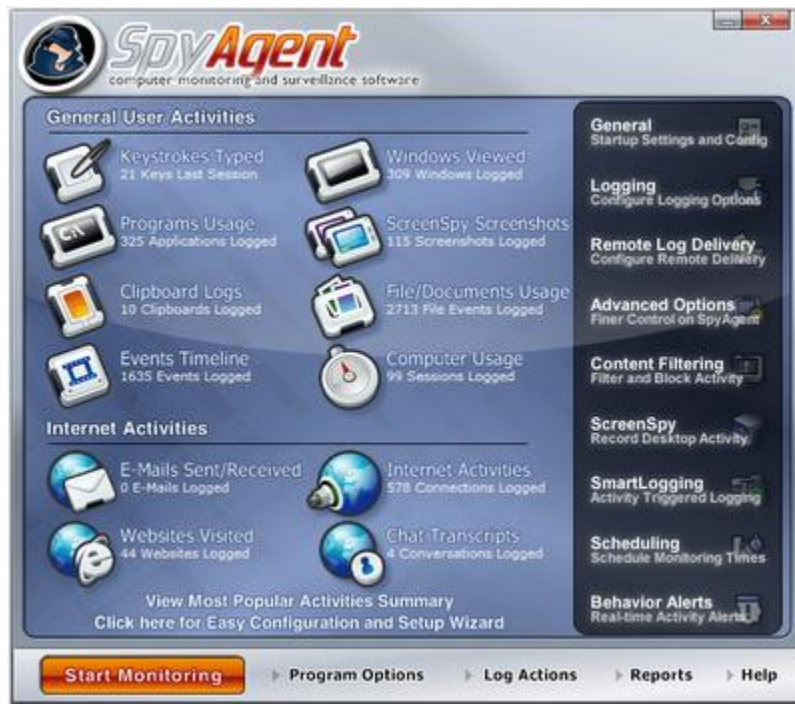 SpyAgent
computer monitoring and surveillance software
General User Activities
Keystrokes Typed
21 Keys Last Session
Windows Viewed
309 Windows Logged
Programs Usage
325 Applications Logged
ScreenSpy Screenshots
115 Screenshots Logged
Clipboard Logs
10 Clipboards Logged
File/Documents Usage
2713 File Events Logged
Events Timeline
1635 Events Logged
Computer Usage
99 Sessions Logged
Internet Activities
E-Mails Sent/Received
0 E-Mails Logged
Internet Activities
578 Connections Logged
Websites Visited
44 Websites Logged
Chat Transcripts
4 Conversations Logged
View Most Popular Activities Summary
Click here for Easy Configuration and Setup Wizard
General
Startup Settings and Config
Logging
Configure Logging Options
Remote Log Delivery
Configure Remote Delivery
Advanced Options
Finer Control on SpyAgent
Content Filtering
Filter and Block Activity
ScreenSpy
Record Desktop Activity
SmartLogging
Activity Triggered Logging
Scheduling
Schedule Monitoring Times
Behavior Alerts
Real-time Activity Alerts
Start Monitoring
Program Options
Log Actions
Reports
Help